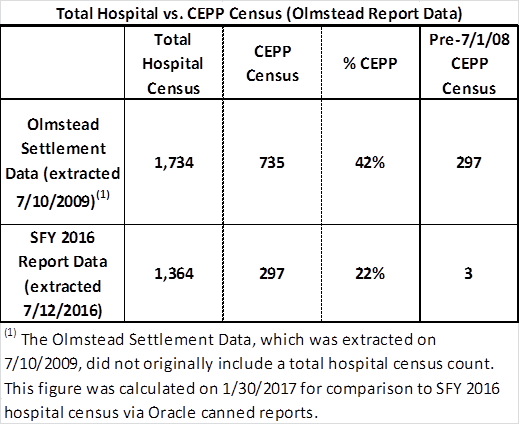 Total Hospital vs. CEPP Census (Olmstead Report Data)
Total Hospital Census
CEPP Census
% CEPP
Pre-7/1/08 CEPP Census
Olmstead Settlement Data (extracted 7/10/2009)(1)
1,734
735
42%
297
SFY 2016 Report Data (extracted 7/12/2016)
1,364
297
22%
3
(1) The Olmstead Settlement Data, which was extracted on
7/10/2009, did not originally include a total hospital census count.
This figure was calculated on 1/30/2017 for comparison to SFY 2016
hospital census via Oracle canned reports.